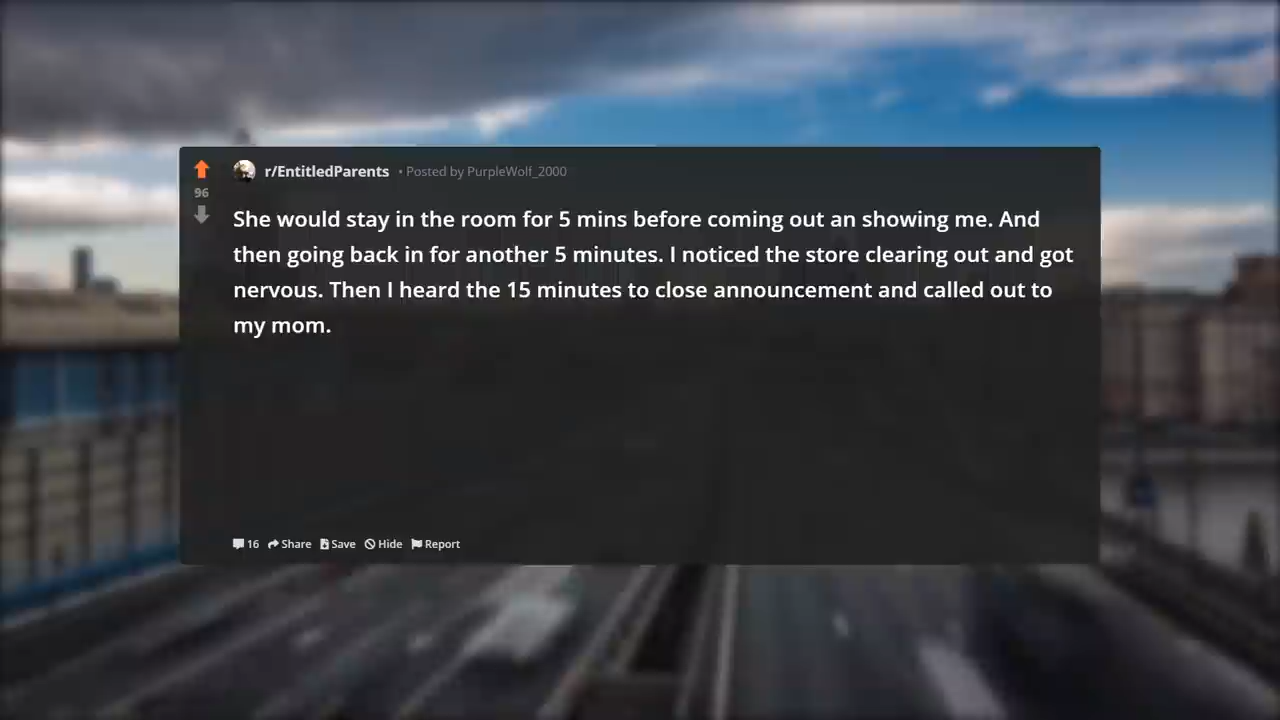 r/EntitledParents • Posted by PurpleWolf_2000
96
She would stay in the room for 5 mins before coming out an showing me. And
then going back in for another 5 minutes. I noticed the store clearing out and got
nervous. Then I heard the 15 minutes to close announcement and called out to
my mom.
16 Share Save Hide Report